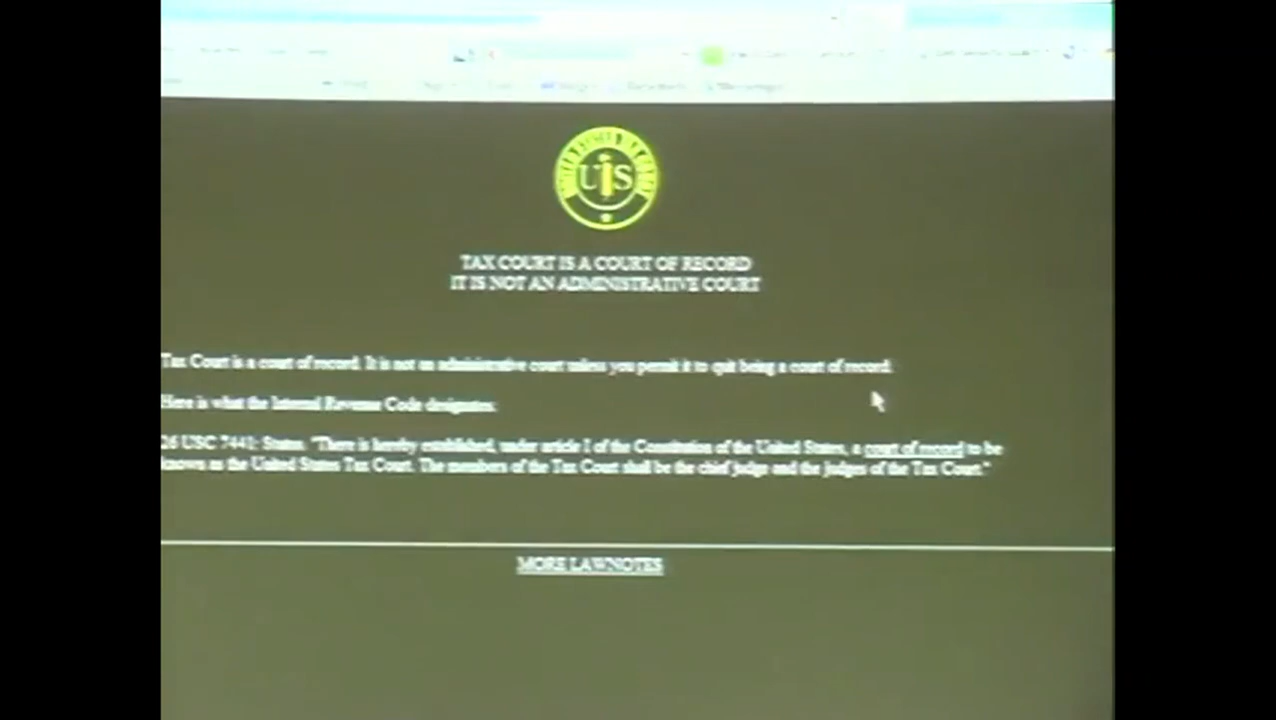 UIS
TAX COURT IS A COURT OF RECORD
IT IS NOT AN ADMINISTRATIVE COURT
Tax Court is a court of record. It is not an administrative court unless you permit it to quit being a court of record.
Here is what the Internal Revenue Code designates:
26 USC 7441: Status. "There is hereby established, under article I of the Constitution of the United States, a court of record to be
known as the United States Tax Court. The members of the Tax Court shall be the chief judge and the judges of the Tax Court."
MORE LAWNOTES